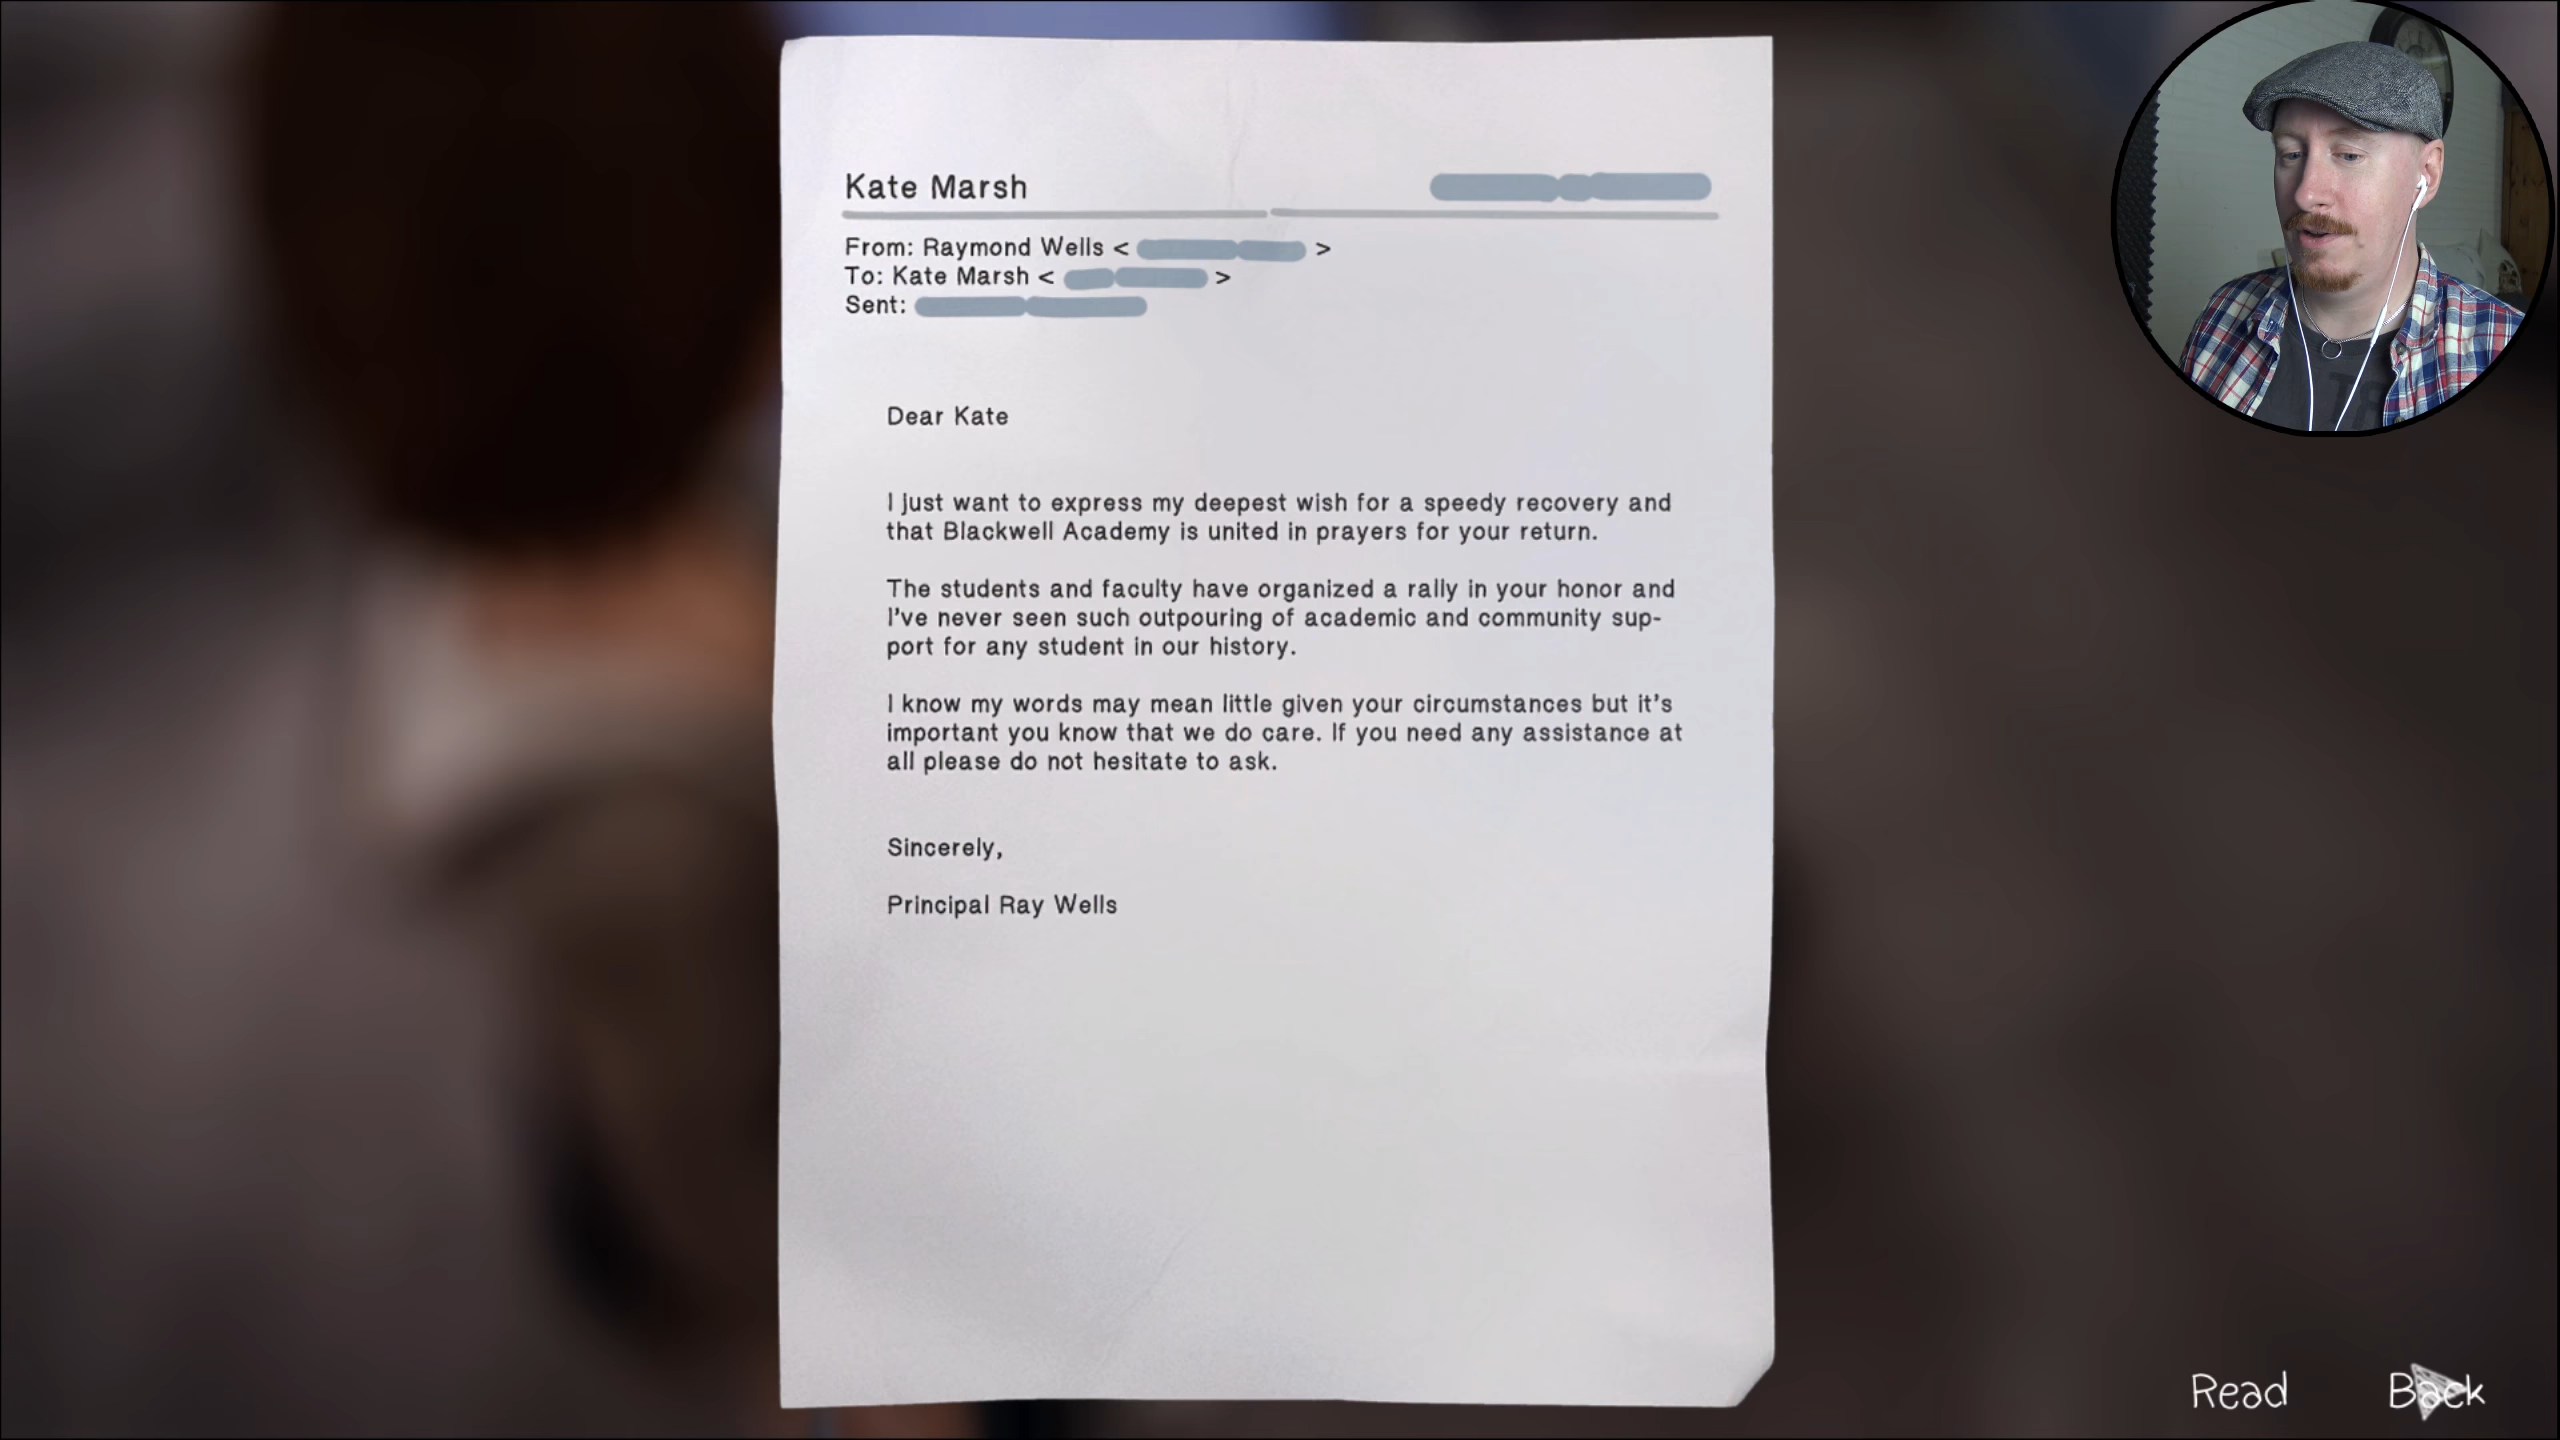 Kate Marsh
From: Raymond Wells < >
To: Kate Marsh < >
Sent:
Dear Kate
I just want to express my deepest wish for a speedy recovery and
that Blackwell Academy is united in prayers for your return.
The students and faculty have organized a rally in your honor and
I've never seen such outpouring of academic and community sup-
port for any student in our history.
I know my words may mean little given your circumstances but it's
important you know that we do care. If you need any assistance at
all please do not hesitate to ask.
Sincerely,
Principal Ray Wells
Read
Back